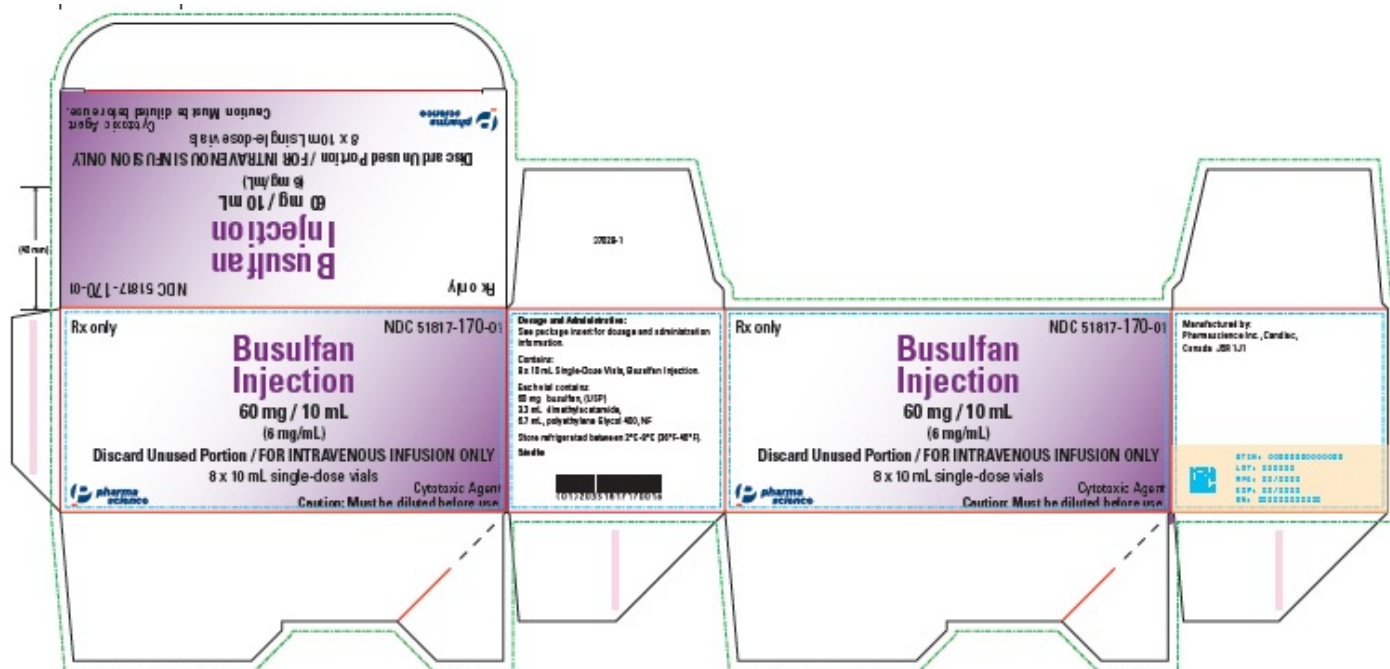 Caution: Must be diluted before use.
Cytotoxic Agent
pharma
science
8 x 10 mL single-dose vials
Discard Unused Portion / FOR INTRAVENOUS INFUSION ONLY
(6 mg/mL)
60 mg / 10 mL
Busulfan
Injection
NDC 51817-170-01
Rx only
Rx only
NDC 51817-170-01
Busulfan
Injection
60 mg / 10 mL
(6 mg/mL)
Discard Unused Portion / FOR INTRAVENOUS INFUSION ONLY
8 x 10 mL single-dose vials
pharma
science
Cytotoxic Agent
Caution: Must be diluted before use
Dosage and Administration:
See package insert for dosage and administration
information.
Contains:
8 x 10 mL Single-Dose Vials, Busulfan Injection.
Each vial contains:
60 mg busulfan, (USP)
3.3 mL dimethylacetamide,
6.7 mL, polyethylene Glycol 400, NF
Store refrigerated between 2°C-8°C (36°F-46°F).
Sterile
Rx only
NDC 51817-170-01
Busulfan
Injection
60 mg / 10 mL
(6 mg/mL)
Discard Unused Portion / FOR INTRAVENOUS INFUSION ONLY
8 x 10 mL single-dose vials
pharma
science
Cytotoxic Agent
Caution: Must be diluted before use
Manufactured by:
Pharmascience Inc., Candiac,
Canada J5R 1J1